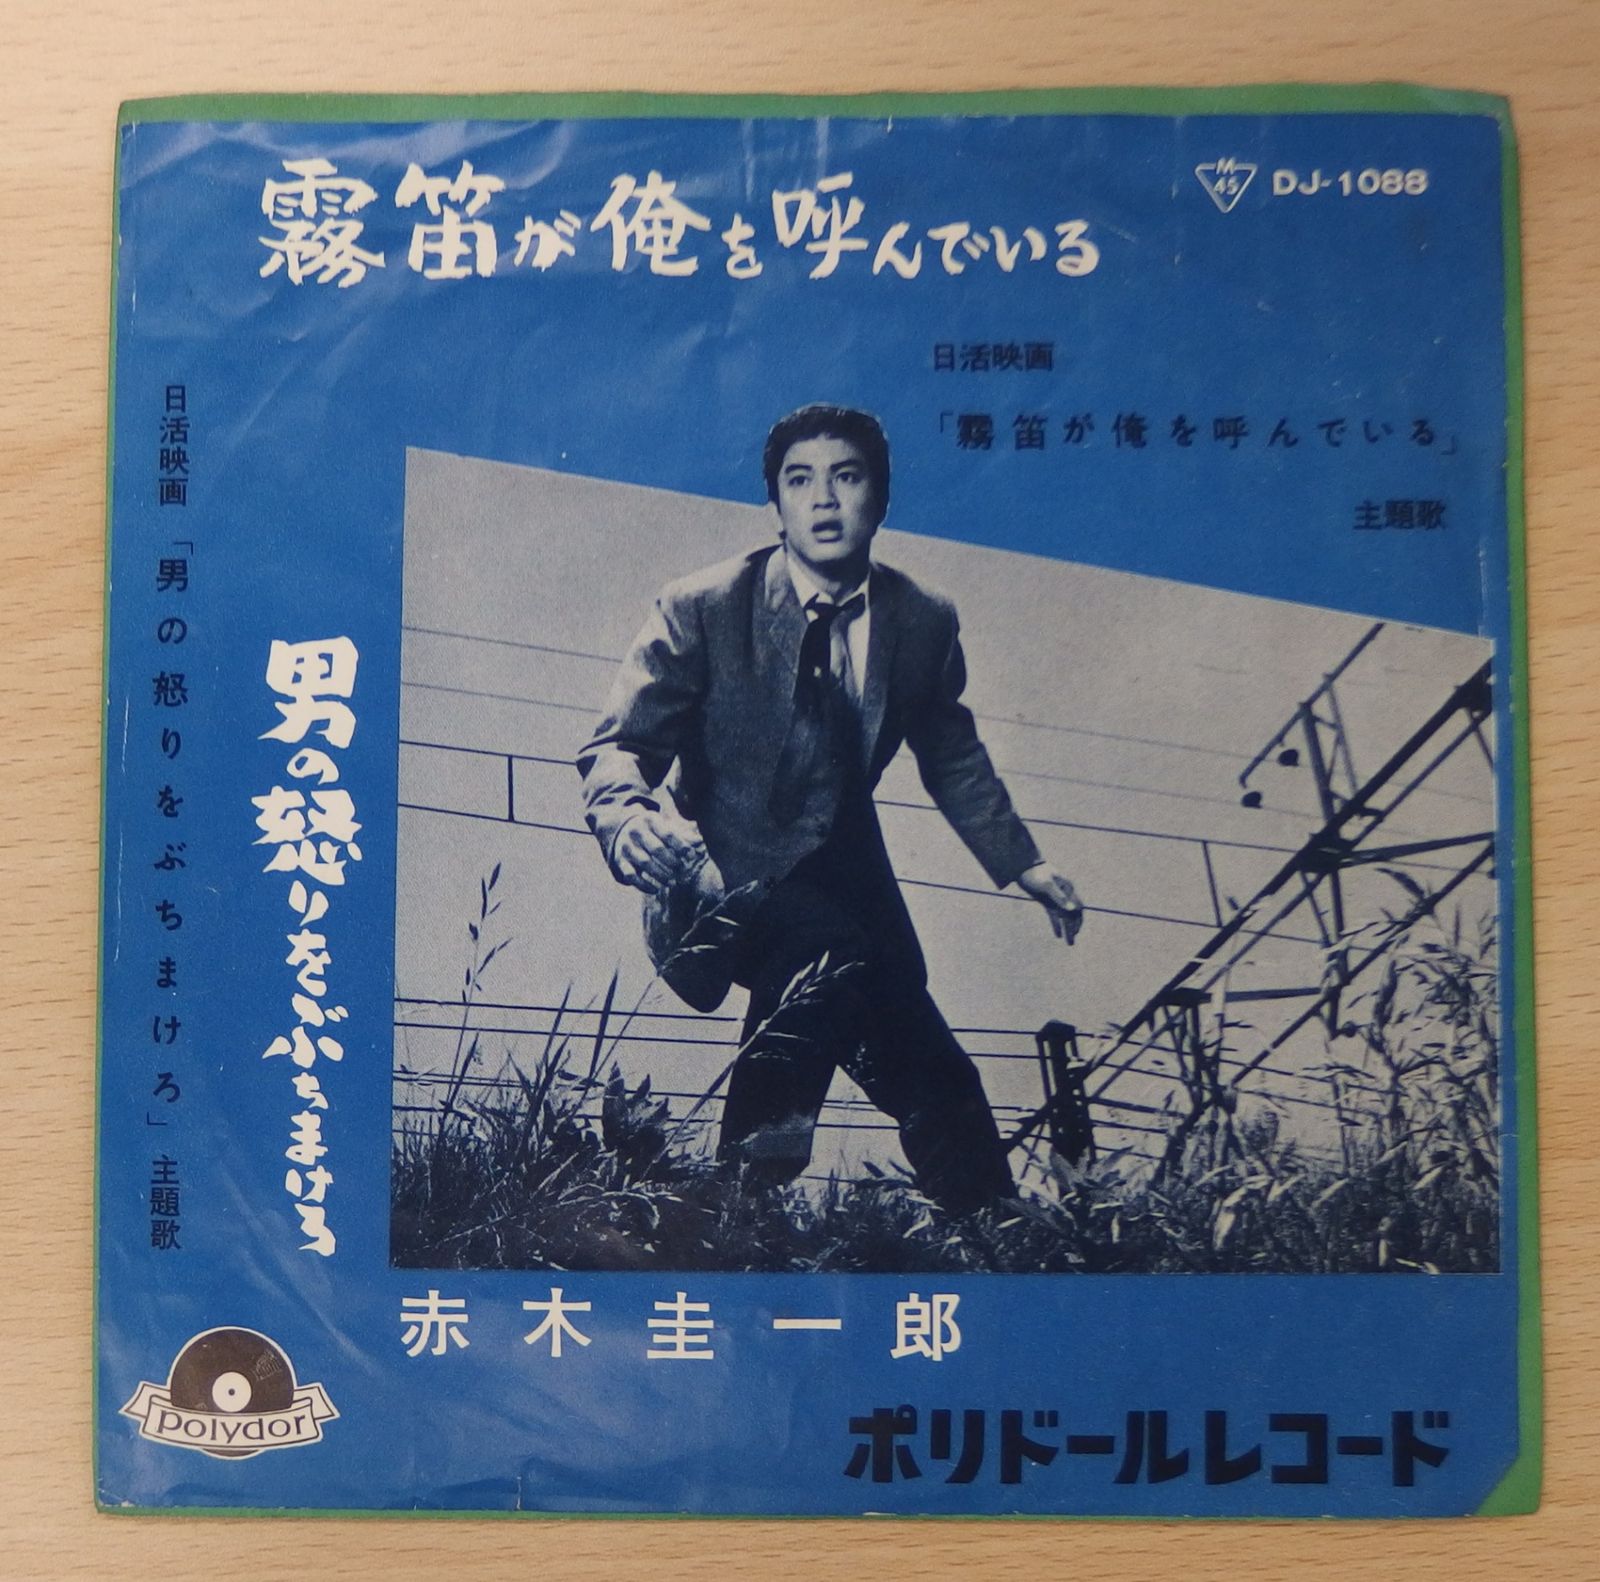 霧笛が俺を呼んでいる
M
45
DJ-1088
日活映画
「霧笛が俺を呼んでいる」
主題歌
日活映画「男の怒りをぶちまけろ」主題歌
男の怒りをぶちまけろ
赤木圭一郎
Polydor
ポリドールレコード